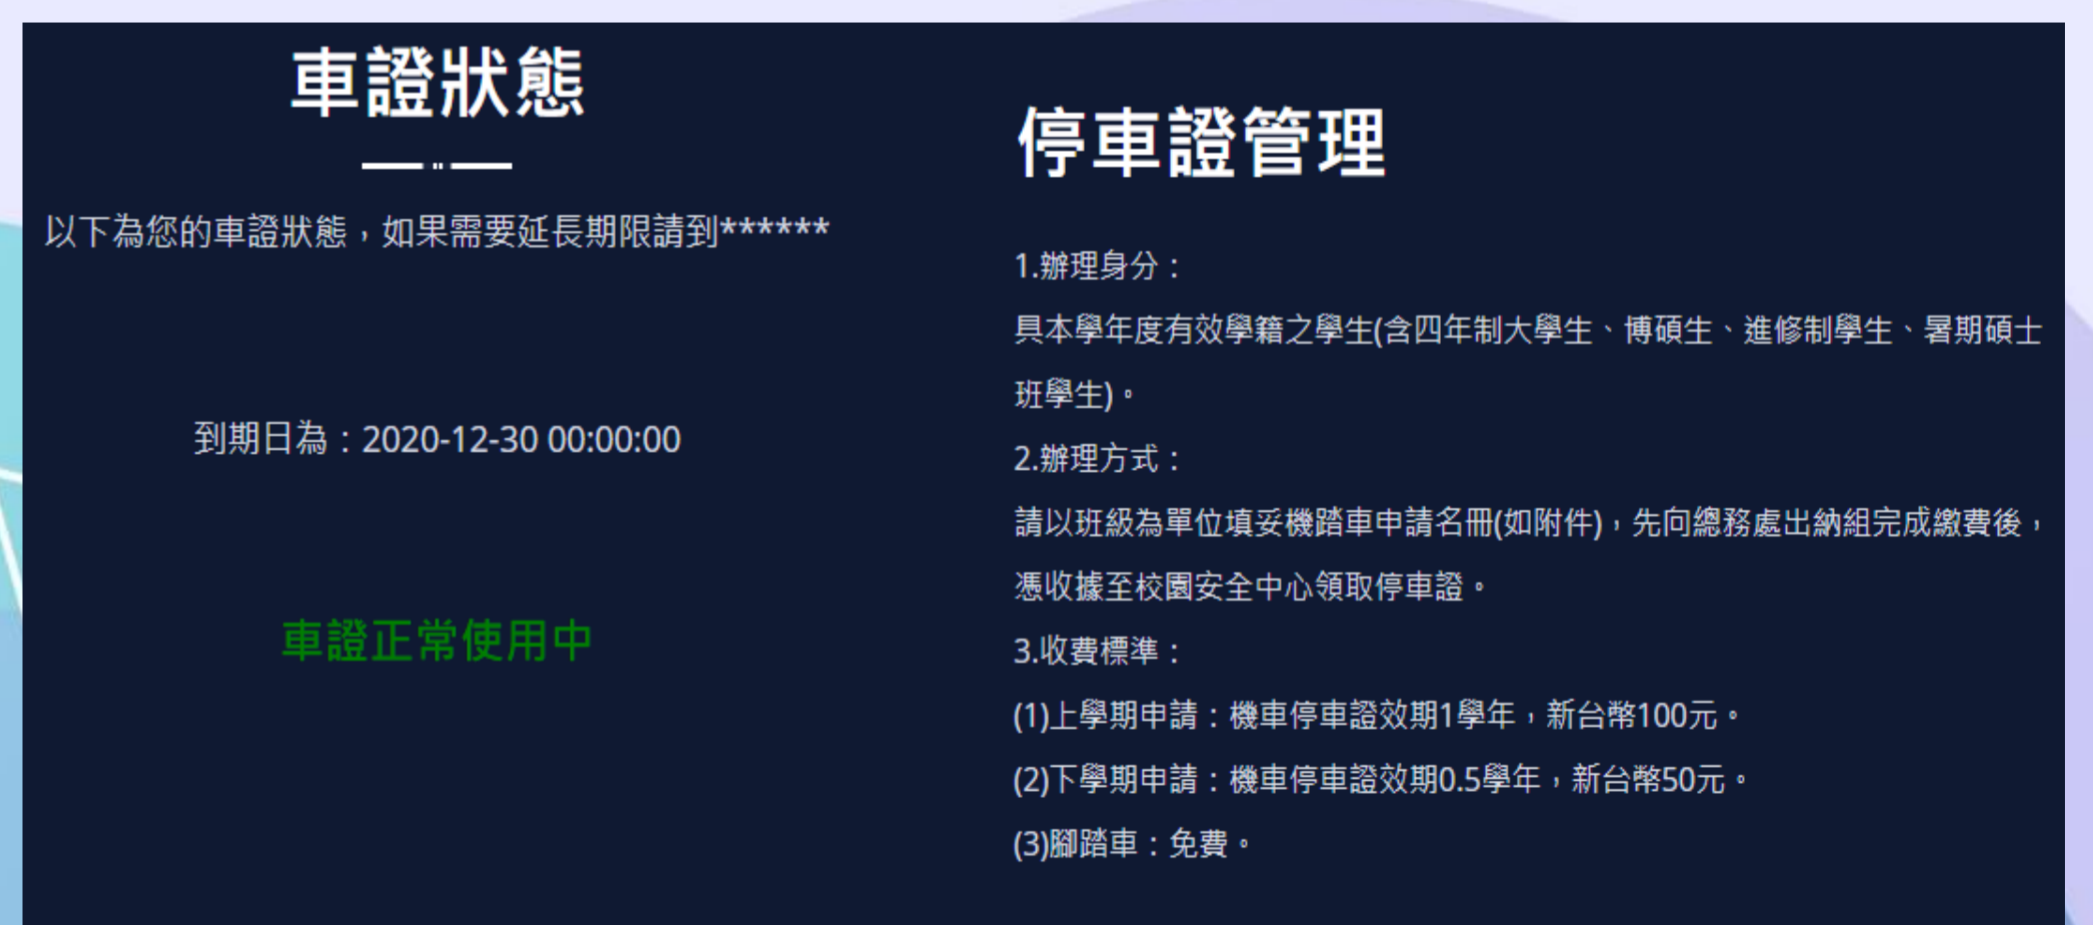 車證狀態
以下為您的車證狀態，如果需要延長期限請到******
到期日為：2020-12-30 00:00:00
車證正常使用中
停車證管理
1.辦理身分：
具本學年度有效學籍之學生(含四年制大學生、博碩生、進修制學生、暑期碩士
班學生)。
2.辦理方式：
請以班級為單位填妥機踏車申請名冊(如附件)，先向總務處出納組完成繳費後，
憑收據至校園安全中心領取停車證。
3.收費標準：
(1)上學期申請：機車停車證效期1學年，新台幣100元。
(2)下學期申請：機車停車證效期0.5學年，新台幣50元。
(3)腳踏車：免費。